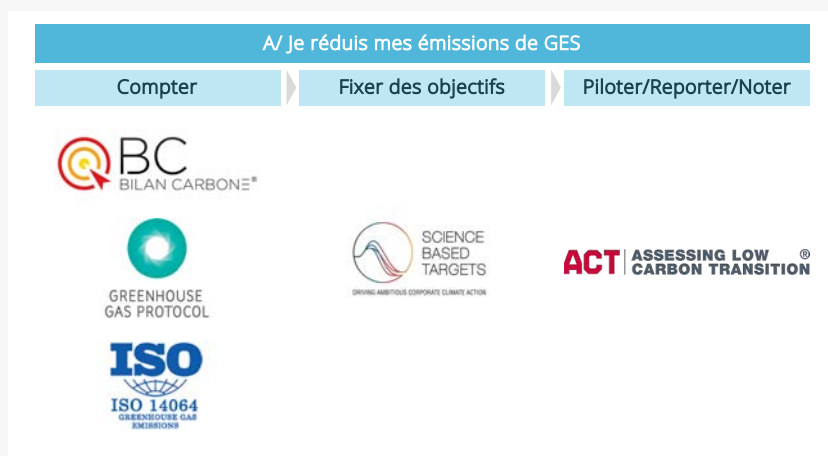 A/ Je réduis mes émissions de GES
Compter
Fixer des objectifs
Piloter/Reporter/Noter
BC
BILAN CARBONE®
GREENHOUSE
GAS PROTOCOL
ISO
ISO 14064
GREENHOUSE GAS
EMISSIONS
SCIENCE
BASED
TARGETS
DRIVING AMBITIOUS CORPORATE CLIMATE ACTION
ACT ASSESSING LOW ®
CARBON TRANSITION